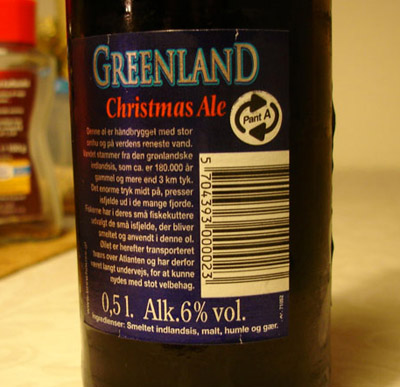 GREENLAND
Christmas Ale
Pant A
Denne øl er håndbrygget med stor
omhu og på verdens reneste vand.
Vandet stammer fra den grønlandske
indlandsis, som ca. er 180.000 år
gammel og mere end 3 km tyk.
Det enorme tryk midt på, presser
isfjelde ud i de mange fjorde.
Fiskerne har i deres små fiskekuttere
udvalgt de små isfjelde, der bliver
smeltet og anvendt i denne øl.
Øllet er herefter transporteret
tværs over Atlanten og har derfor
været langt undervejs, for at kunne
nydes med stor velbehag.
5 704393 000023
0,5 l. Alk.6% vol.
Ingredienser: Smeltet indlandsis, malt, humle og gær.